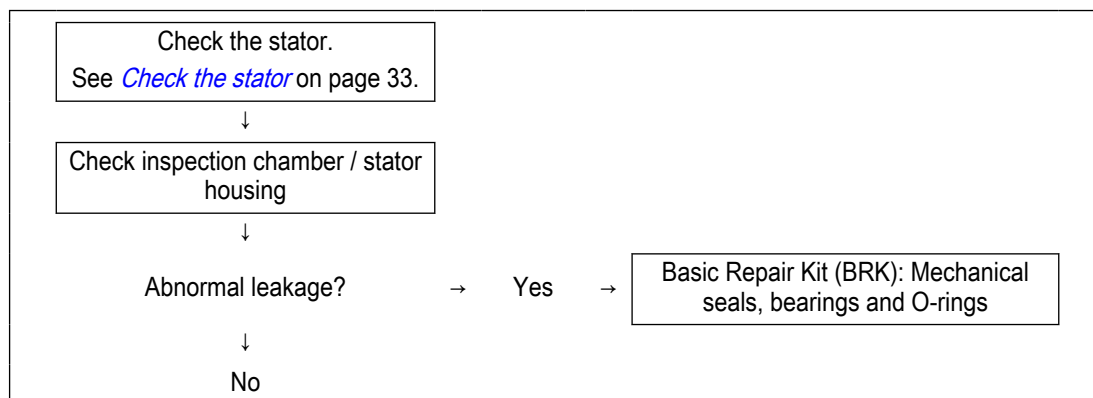 Check the stator.
See Check the stator on page 33.
↓
Check inspection chamber / stator
housing
↓
Abnormal leakage? → Yes → Basic Repair Kit (BRK): Mechanical
seals, bearings and O-rings
↓
No